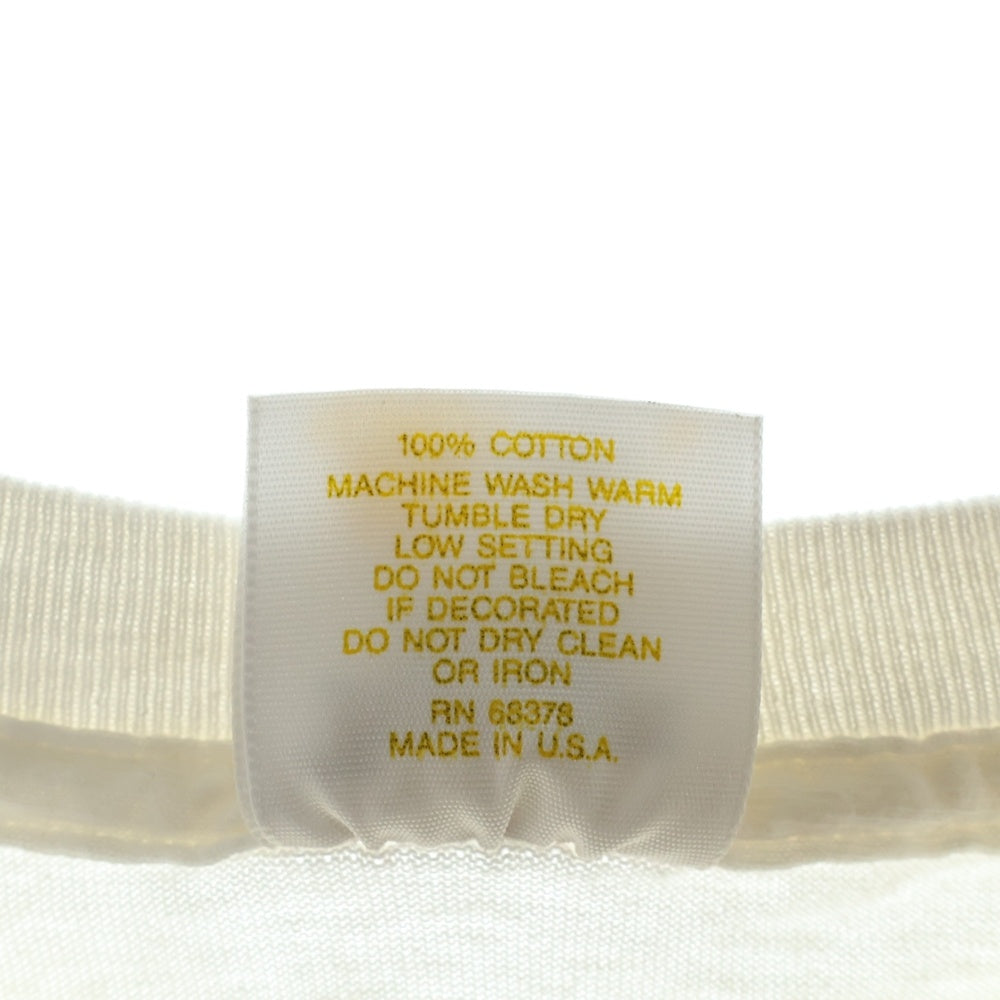 100% COTTON
MACHINE WASH WARM
TUMBLE DRY
LOW SETTING
DO NOT BLEACH
IF DECORATED
DO NOT DRY CLEAN
OR IRON
RN 68378
MADE IN U.S.A.